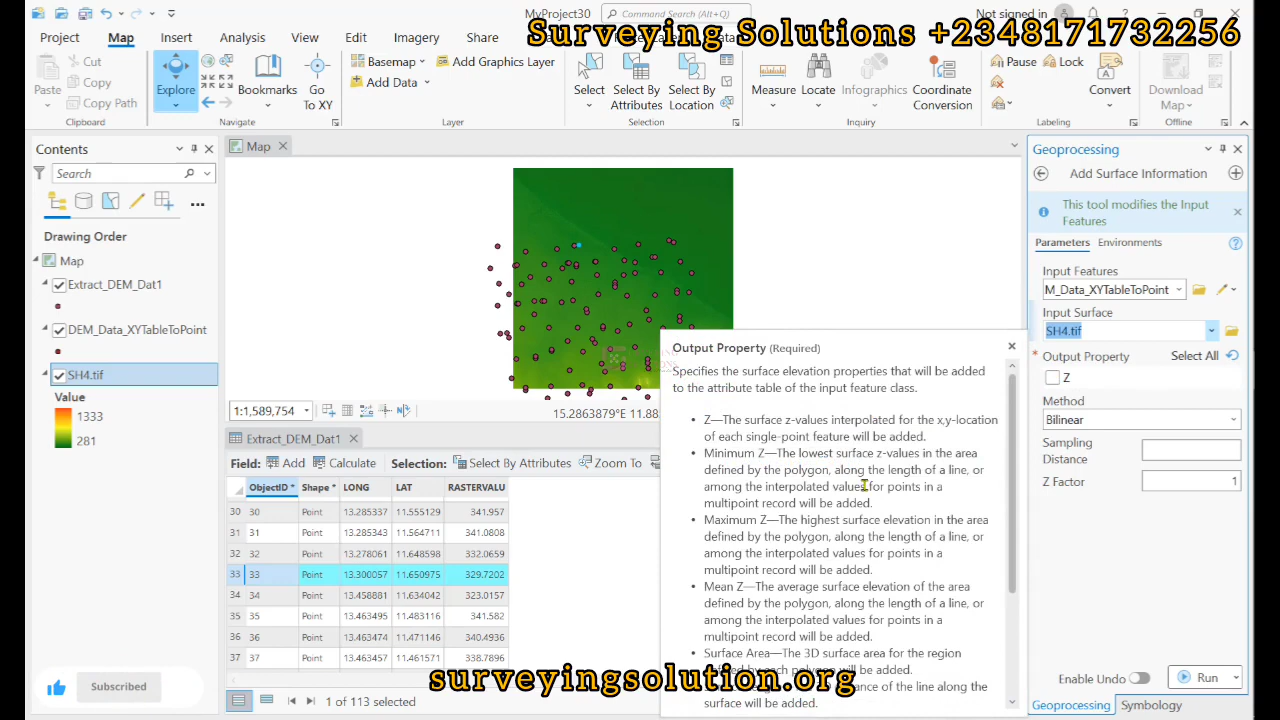 MyProject30
Command Search (Alt+Q)
Not signed in
Surveying Solutions +2348171732256
Project
Map
Insert
Analysis
View
Edit
Imagery
Share
Paste
Cut
Copy
Copy Path
Clipboard
Explore
Bookmarks
Go
To XY
Navigate
Basemap
Add Data
Add Graphics Layer
Layer
Select
Select By
Attributes
Select By
Location
Selection
Measure
Locate
Infographics
Coordinate
Conversion
Inquiry
Pause
Lock
Labeling
Convert
Download
Map
Offline
Contents
Search
Drawing Order
Map
Extract_DEM_Dat1
DEM_Data_XYTableToPoint
SH4.tif
Value
1333
281
Subscribed
Map
1:1,589,754
15.2863879°E 11.88
Extract_DEM_Dat1
Field: Add Calculate Selection: Select By Attributes Zoom To
ObjectID * Shape * LONG LAT RASTERVALU
30 30 Point 13.285337 11.555129 341.957
31 31 Point 13.285343 11.564711 341.0808
32 32 Point 13.278061 11.648598 332.0659
33 33 Point 13.300057 11.650975 329.7202
34 34 Point 13.458881 11.634042 323.0157
35 35 Point 13.463495 11.483116 341.582
36 36 Point 13.463474 11.471146 340.4936
37 37 Point 13.463457 11.461571 338.7896
1 of 113 selected
Output Property (Required)
Specifies the surface elevation properties that will be added
to the attribute table of the input feature class.
• Z—The surface z-values interpolated for the x,y-location
of each single-point feature will be added.
• Minimum Z—The lowest surface z-values in the area
defined by the polygon, along the length of a line, or
among the interpolated values for points in a
multipoint record will be added.
• Maximum Z—The highest surface elevation in the area
defined by the polygon, along the length of a line, or
among the interpolated values for points in a
multipoint record will be added.
• Mean Z—The average surface elevation of the area
defined by the polygon, along the length of a line, or
among the interpolated values for points in a
multipoint record will be added.
• Surface Area—The 3D surface area for the region
defined by each polygon will be added.
surface will be added.
surveyingsolution.org
Geoprocessing
Add Surface Information
This tool modifies the Input
Features
Parameters Environments
Input Features
M_Data_XYTableToPoint
Input Surface
SH4.tif
Output Property Select All
Z
Method
Bilinear
Sampling
Distance
Z Factor 1
Enable Undo
Run
Geoprocessing Symbology